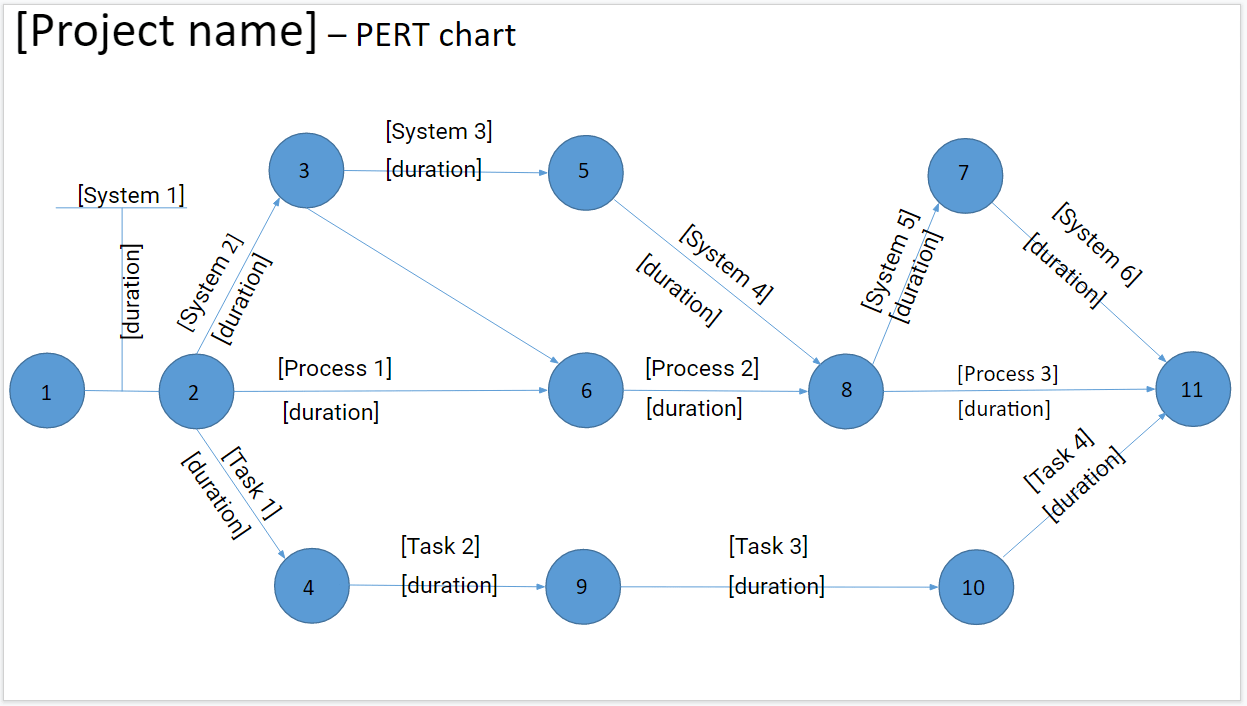 [Project name] – PERT chart
[System 1]
[duration]
[System 2]
[duration]
[System 3]
[duration]
[System 4]
[duration]
[System 5]
[duration]
[System 6]
[duration]
1
2
3
5
7
[Process 1]
[duration]
6
[Process 2]
[duration]
8
[Process 3]
[duration]
11
[Task 1]
[duration]
4
[Task 2]
[duration]
9
[Task 3]
[duration]
10
[Task 4]
[duration]